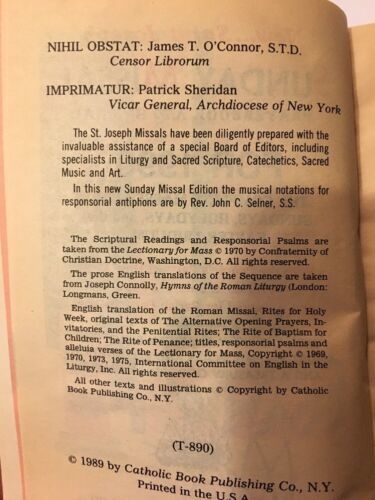 NIHIL OBSTAT: James T. O'Connor, S.T.D.
Censor Librorum
IMPRIMATUR: Patrick Sheridan
Vicar General, Archdiocese of New York
The St. Joseph Missals have been diligently prepared with the
invaluable assistance of a special Board of Editors, including
specialists in Liturgy and Sacred Scripture, Catechetics, Sacred
Music and Art.
In this new Sunday Missal Edition the musical notations for
responsorial antiphons are by Rev. John C. Selner, S.S.
The Scriptural Readings and Responsorial Psalms are
taken from the Lectionary for Mass © 1970 by Confraternity of
Christian Doctrine, Washington, D.C. All rights reserved.
The prose English translations of the Sequence are taken
from Joseph Connolly, Hymns of the Roman Liturgy (London:
Longmans, Green.
English translation of the Roman Missal, Rites for Holy
Week, original texts of The Alternative Opening Prayers, In-
vitatories, and the Penitential Rites; The Rite of Baptism for
Children; The Rite of Penance; titles, responsorial psalms and
alleluia verses of the Lectionary for Mass, Copyright © 1969,
1970, 1973, 1975, International Committee on English in the
Liturgy, Inc. All rights reserved.
All other texts and illustrations © Copyright by Catholic
Book Publishing Co., N.Y.
(T-890)
© 1989 by Catholic Book Publishing Co., N.Y.
Printed in the U.S.A.